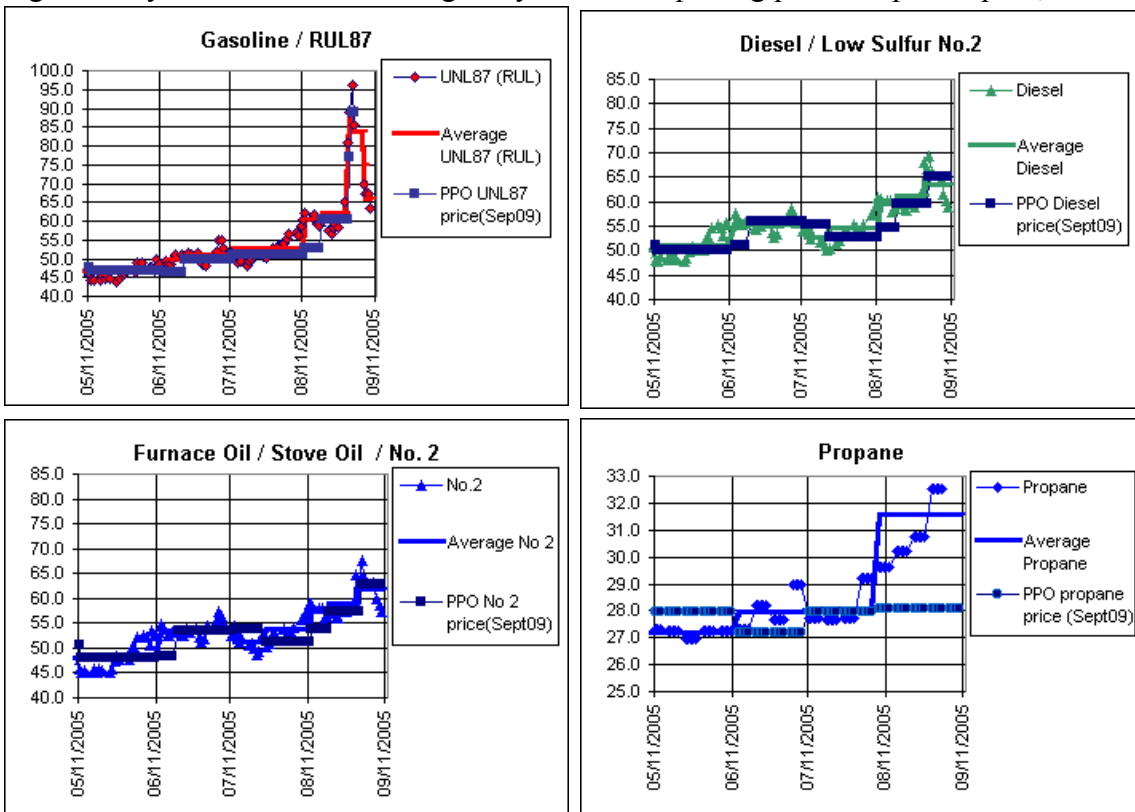 Gasoline / RUL87
100.0
95.0
90.0
85.0
80.0
75.0
70.0
65.0
60.0
55.0
50.0
45.0
40.0
05/11/2005
06/11/2005
07/11/2005
08/11/2005
09/11/2005
UNL87 (RUL)
Average
UNL87 (RUL)
PPO UNL87
price(Sep09)
Diesel / Low Sulfur No.2
85.0
80.0
75.0
70.0
65.0
60.0
55.0
50.0
45.0
40.0
05/11/2005
06/11/2005
07/11/2005
08/11/2005
09/11/2005
Diesel
Average
Diesel
PPO Diesel
price(Sept09)
Furnace Oil / Stove Oil / No. 2
85.0
80.0
75.0
70.0
65.0
60.0
55.0
50.0
45.0
40.0
05/11/2005
06/11/2005
07/11/2005
08/11/2005
09/11/2005
No.2
Average No 2
PPO No 2
price(Sept09)
Propane
33.0
32.0
31.0
30.0
29.0
28.0
27.0
26.0
25.0
05/11/2005
06/11/2005
07/11/2005
08/11/2005
09/11/2005
Propane
Average
Propane
PPO propane
price (Sept09)